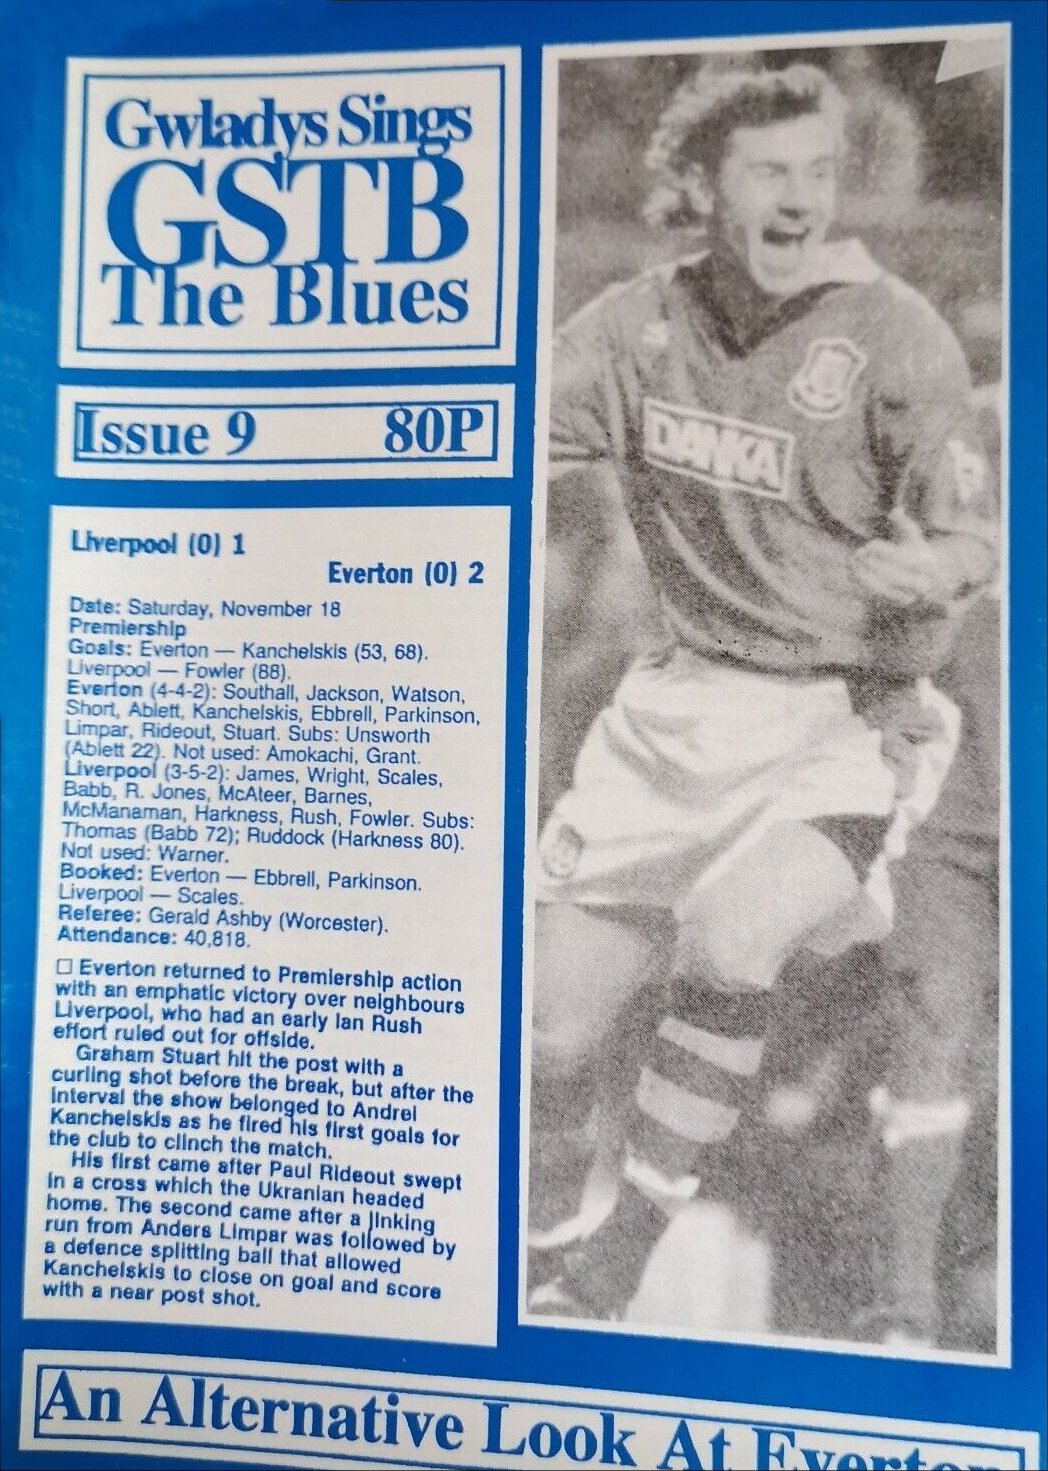 Gwladys Sings
GSTB
The Blues
Issue 9 80P
Liverpool (0) 1
Everton (0) 2
Date: Saturday, November 18
Premiership
Goals: Everton — Kanchelskis (53, 68).
Liverpool — Fowler (88).
Everton (4-4-2): Southall, Jackson, Watson,
Short, Ablett, Kanchelskis, Ebbrell, Parkinson,
Limpar, Rideout, Stuart. Subs: Unsworth
(Ablett 22). Not used: Amokachi, Grant.
Liverpool (3-5-2): James, Wright, Scales,
Babb, R. Jones, McAteer, Barnes,
McManaman, Harkness, Rush, Fowler. Subs:
Thomas (Babb 72); Ruddock (Harkness 80).
Not used: Warner.
Booked: Everton — Ebbrell, Parkinson.
Liverpool — Scales.
Referee: Gerald Ashby (Worcester).
Attendance: 40,818.
□ Everton returned to Premiership action
with an emphatic victory over neighbours
Liverpool, who had an early Ian Rush
effort ruled out for offside.
Graham Stuart hit the post with a
curling shot before the break, but after the
interval the show belonged to Andrei
Kanchelskis as he fired his first goals for
the club to clinch the match.
His first came after Paul Rideout swept
in a cross which the Ukranian headed
home. The second came after a jinking
run from Anders Limpar was followed by
a defence splitting ball that allowed
Kanchelskis to close on goal and score
with a near post shot.
An Alternative Look At Everton
DANKA